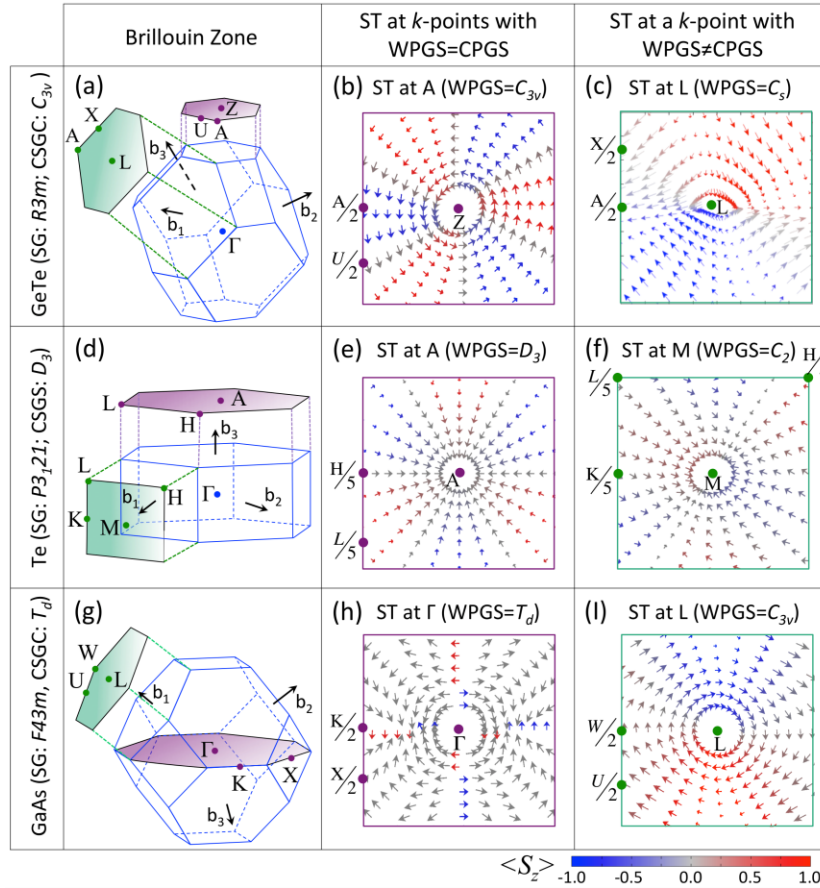 Brillouin Zone
ST at k-points with
WPGS=CPGS
ST at a k point with
WPGS≠CPGS
GeTe (SG: R3m; CSGC: C3v)
(a)
X
A
L
b3
Z
U
A
b1
b2
Γ
(b) ST at A (WPGS=C3v)
A/2
U/2
Z
(c) ST at L (WPGS=Cs)
X/2
A/2
L
Te (SG: P3121; CSGS: D3)
(d)
L
A
H
b3
L
H
b1
Γ
b2
K
M
(e) ST at A (WPGS=D3)
H/5
L/5
A
(f) ST at M (WPGS=C2)
H/
L/5
K/5
M
GaAs (SG: F43m, CSGC: Td)
(g)
W
U
L
b1
b2
Γ
K
X
b3
(h) ST at Γ (WPGS=Td)
K/2
X/2
Γ
(l) ST at L (WPGS=C3v)
W/2
U/2
L
<Sz>
-1.0 -0.5 0.0 0.5 1.0